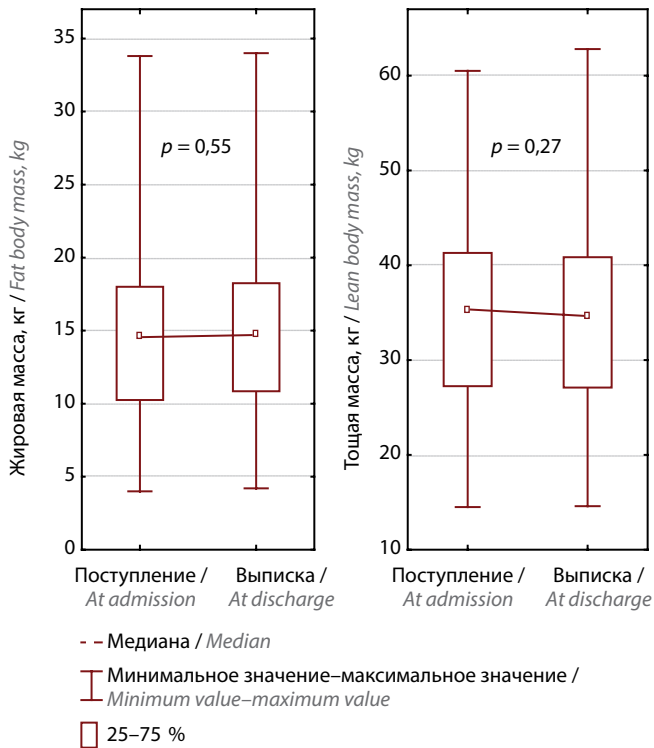 Жировая масса, кг / Fat body mass, kg
35
30
25
20
15
10
5
0
p = 0,55
Поступление /
At admission
Выписка /
At discharge
Тощая масса, кг / Lean body mass, kg
60
50
40
30
20
10
p = 0,27
Поступление /
At admission
Выписка /
At discharge
Медиана / Median
Минимальное значение–максимальное значение /
Minimum value–maximum value
25–75 %